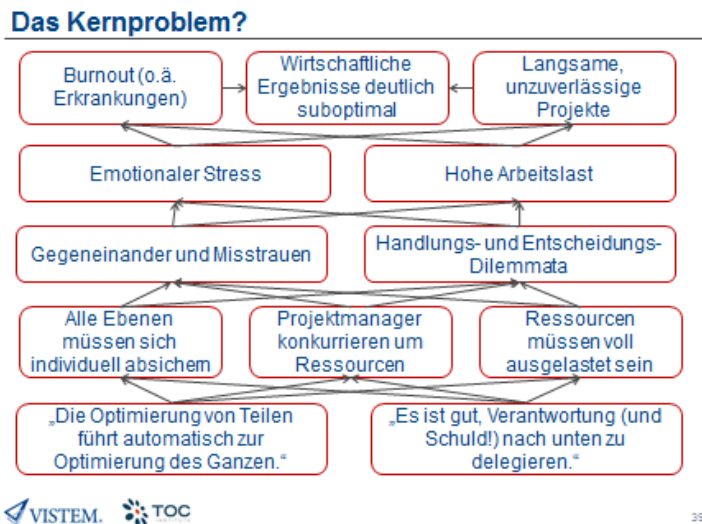 Das Kernproblem?
Burnout (o.ä.
Erkrankungen)
Wirtschaftliche
Ergebnisse deutlich
suboptimal
Langsame,
unzuverlässige
Projekte
Emotionaler Stress
Hohe Arbeitslast
Gegeneinander und Misstrauen
Handlungs- und Entscheidungs-
Dilemmata
Alle Ebenen
müssen sich
individuell absichern
Projektmanager
konkurrieren um
Ressourcen
Ressourcen
müssen voll
ausgelastet sein
„Die Optimierung von Teilen
führt automatisch zur
Optimierung des Ganzen.“
„Es ist gut, Verantwortung (und
Schuld!) nach unten zu
delegieren.“
VISTEM.
TOC
Institute